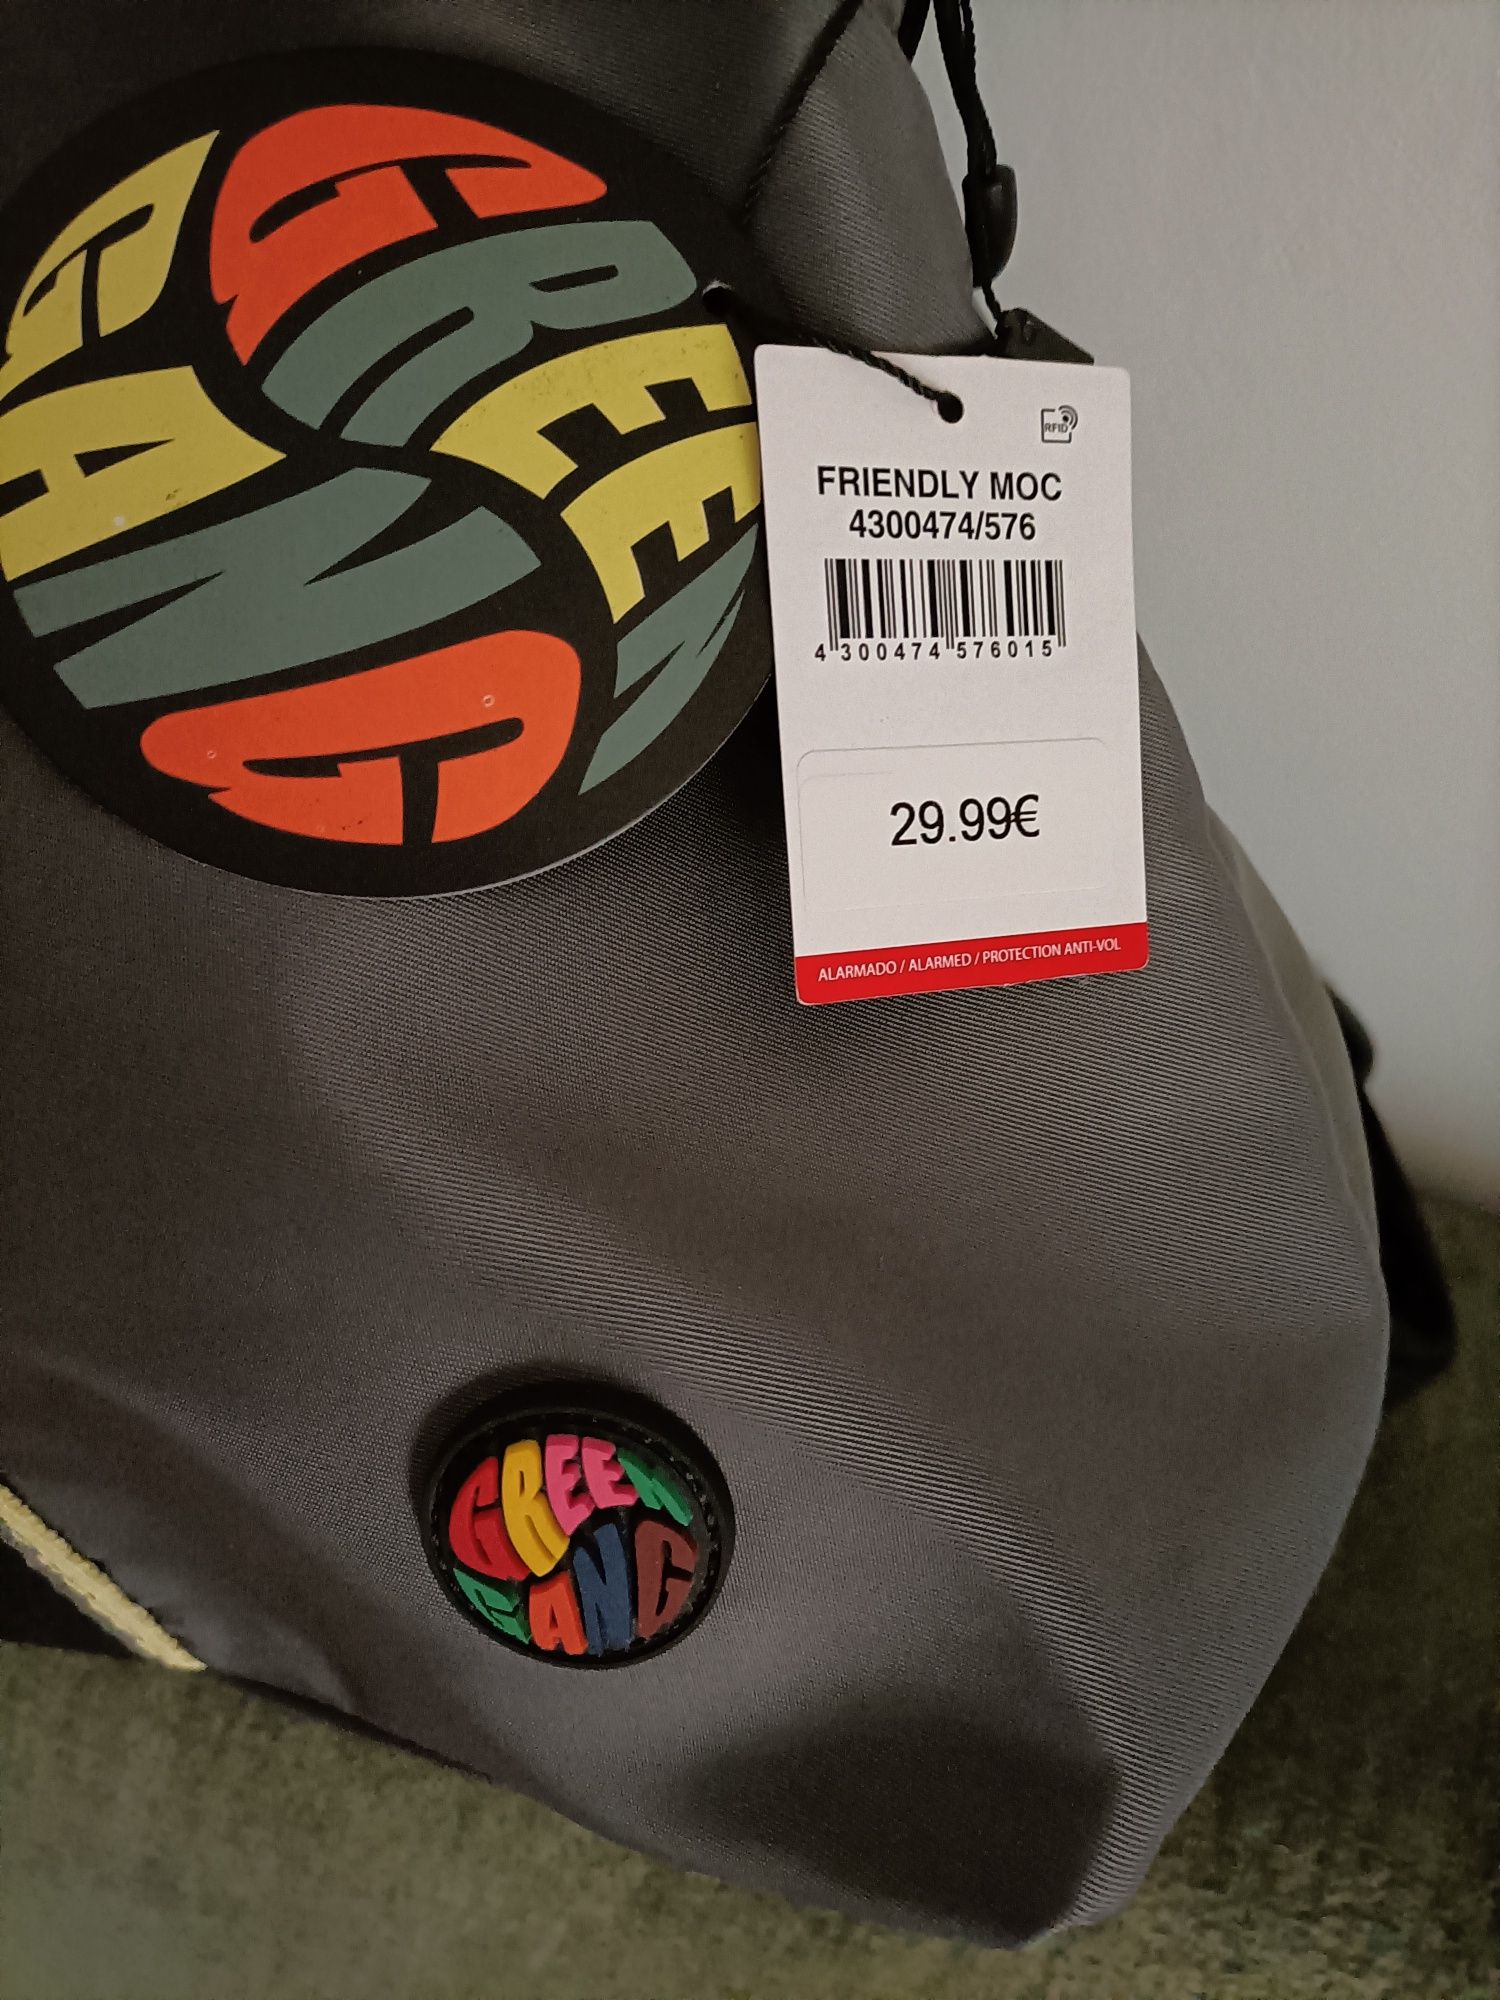 GREEN
GANG
RFID
FRIENDLY MOC
4300474/576
4 300474 576015
29.99€
ALARMADO / ALARMED / PROTECTION ANTI-VOL
GREEN
GANG